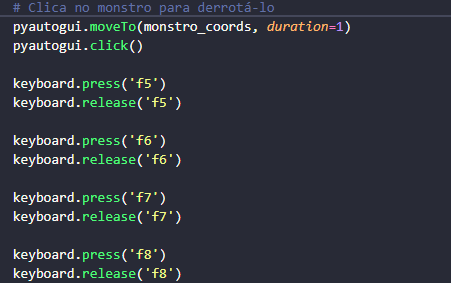 # Clica no monstro para derrotá-lo
pyautogui.moveTo(monstro_coords, duration=1)
pyautogui.click()
keyboard.press('f5')
keyboard.release('f5')
keyboard.press('f6')
keyboard.release('f6')
keyboard.press('f7')
keyboard.release('f7')
keyboard.press('f8')
keyboard.release('f8')